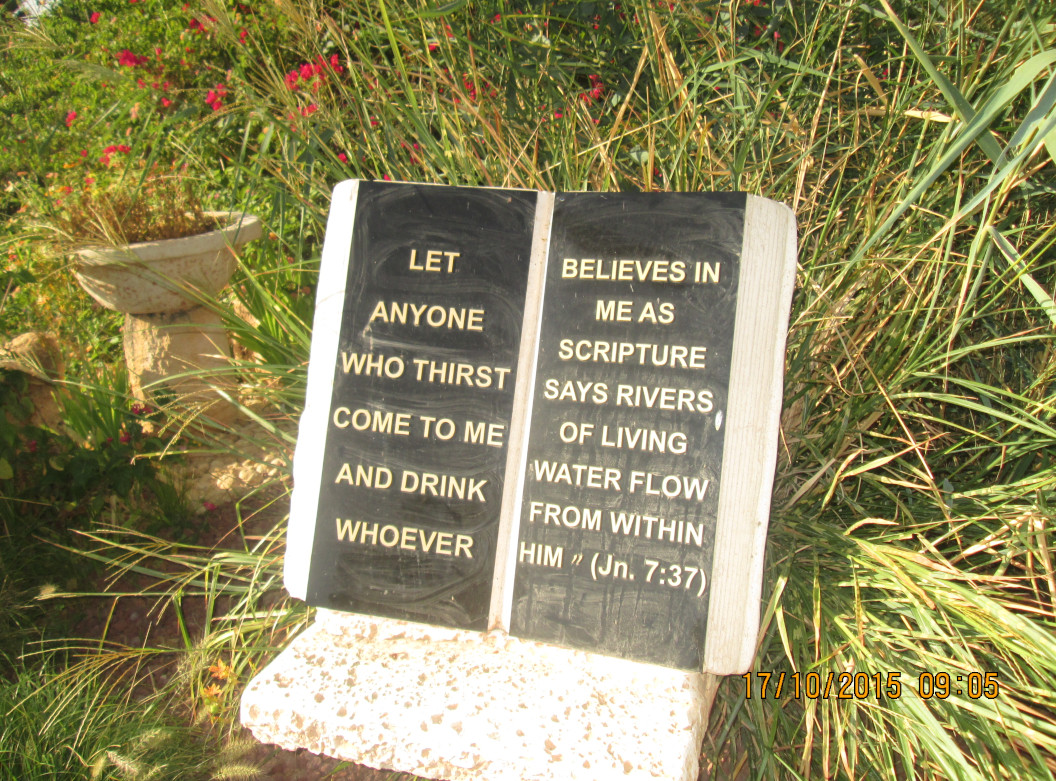 LET
ANYONE
WHO THIRST
COME TO ME
AND DRINK
WHOEVER
BELIEVES IN
ME AS
SCRIPTURE
SAYS RIVERS
OF LIVING
WATER FLOW
FROM WITHIN
HIM " (Jn. 7:37)
17/10/2015 09:05